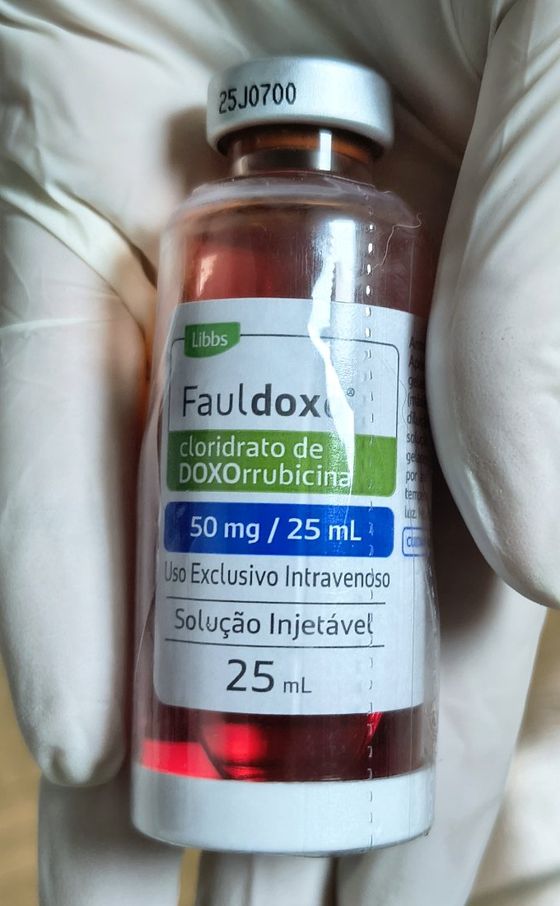 25J0700
Libbs
Fauldoxo®
cloridrato de
DOXOrrubicina
50 mg / 25 mL
Uso Exclusivo Intravenoso
Solução Injetável
25 mL